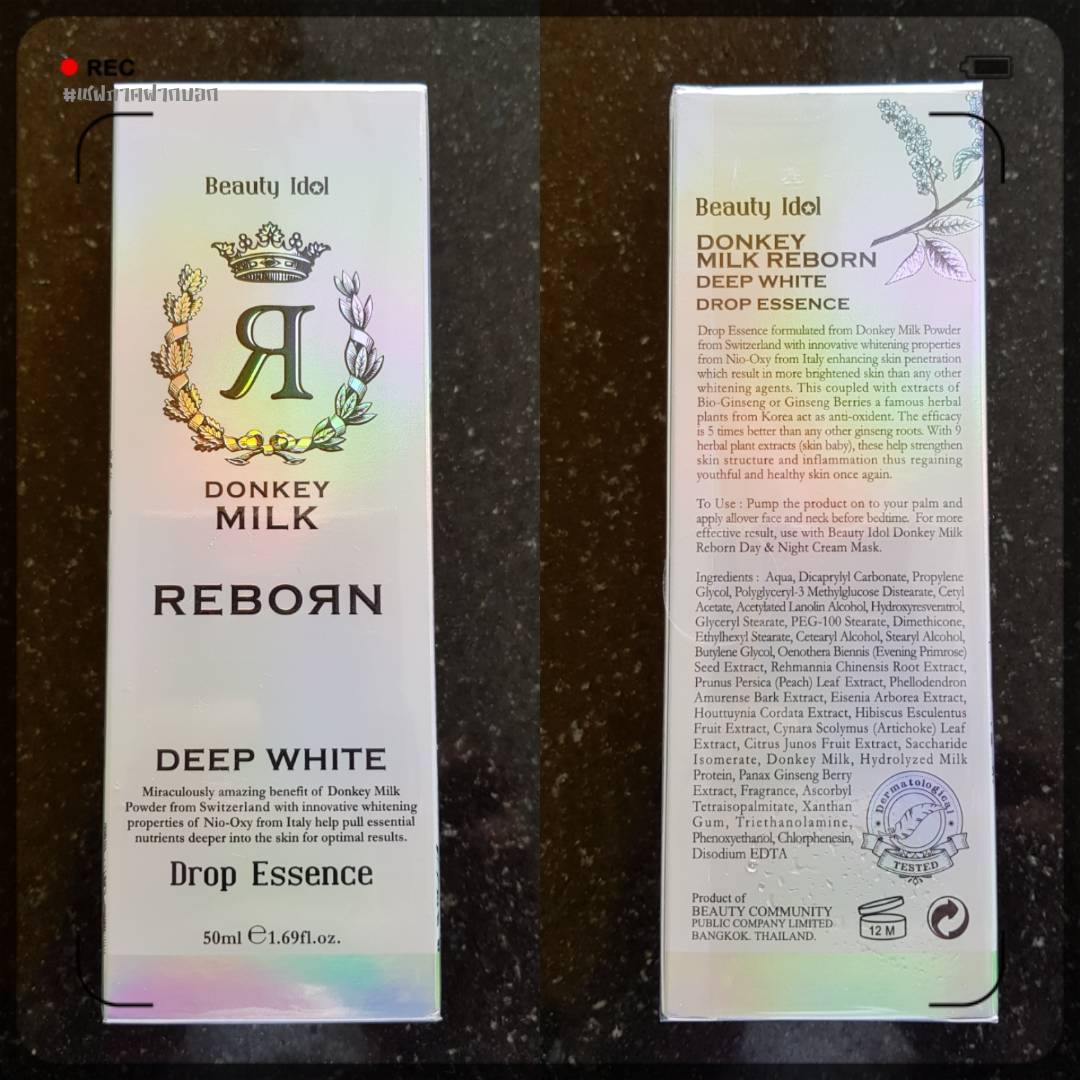 REC
#เชฟภาคฝากบอก
Beauty Idol
R
DONKEY
MILK
REBORN
DEEP WHITE
Miraculously amazing benefit of Donkey Milk
Powder from Switzerland with innovative whitening
properties of Nio-Oxy from Italy help pull essential
nutrients deeper into the skin for optimal results.
Drop Essence
50ml ℮1.69fl.oz.
Beauty Idol
DONKEY
MILK REBORN
DEEP WHITE
DROP ESSENCE
Drop Essence formulated from Donkey Milk Powder
from Switzerland with innovative whitening properties
from Nio-Oxy from Italy enhancing skin penetration
which result in more brightened skin than any other
whitening agents. This coupled with extracts of
Bio-Ginseng or Ginseng Berries a famous herbal
plants from Korea act as anti-oxident. The efficacy
is 5 times better than any other ginseng roots. With 9
herbal plant extracts (skin baby), these help strengthen
skin structure and inflammation thus regaining
youthful and healthy skin once again.
To Use : Pump the product on to your palm and
apply allover face and neck before bedtime. For more
effective result, use with Beauty Idol Donkey Milk
Reborn Day & Night Cream Mask.
Ingredients : Aqua, Dicaprylyl Carbonate, Propylene
Glycol, Polyglyceryl-3 Methylglucose Distearate, Cetyl
Acetate, Acetylated Lanolin Alcohol, Hydroxyresveratrol,
Glyceryl Stearate, PEG-100 Stearate, Dimethicone,
Ethylhexyl Stearate, Cetearyl Alcohol, Stearyl Alcohol,
Butylene Glycol, Oenothera Biennis (Evening Primrose)
Seed Extract, Rehmannia Chinensis Root Extract,
Prunus Persica (Peach) Leaf Extract, Phellodendron
Amurense Bark Extract, Eisenia Arborea Extract,
Houttuynia Cordata Extract, Hibiscus Esculentus
Fruit Extract, Cynara Scolymus (Artichoke) Leaf
Extract, Citrus Junos Fruit Extract, Saccharide
Isomerate, Donkey Milk, Hydrolyzed Milk
Protein, Panax Ginseng Berry
Extract, Fragrance, Ascorbyl
Tetraisopalmitate, Xanthan
Gum, Triethanolamine,
Phenoxyethanol, Chlorphenesin,
Disodium EDTA
Dermatological
TESTED
Product of
BEAUTY COMMUNITY
PUBLIC COMPANY LIMITED
BANGKOK. THAILAND.
12 M